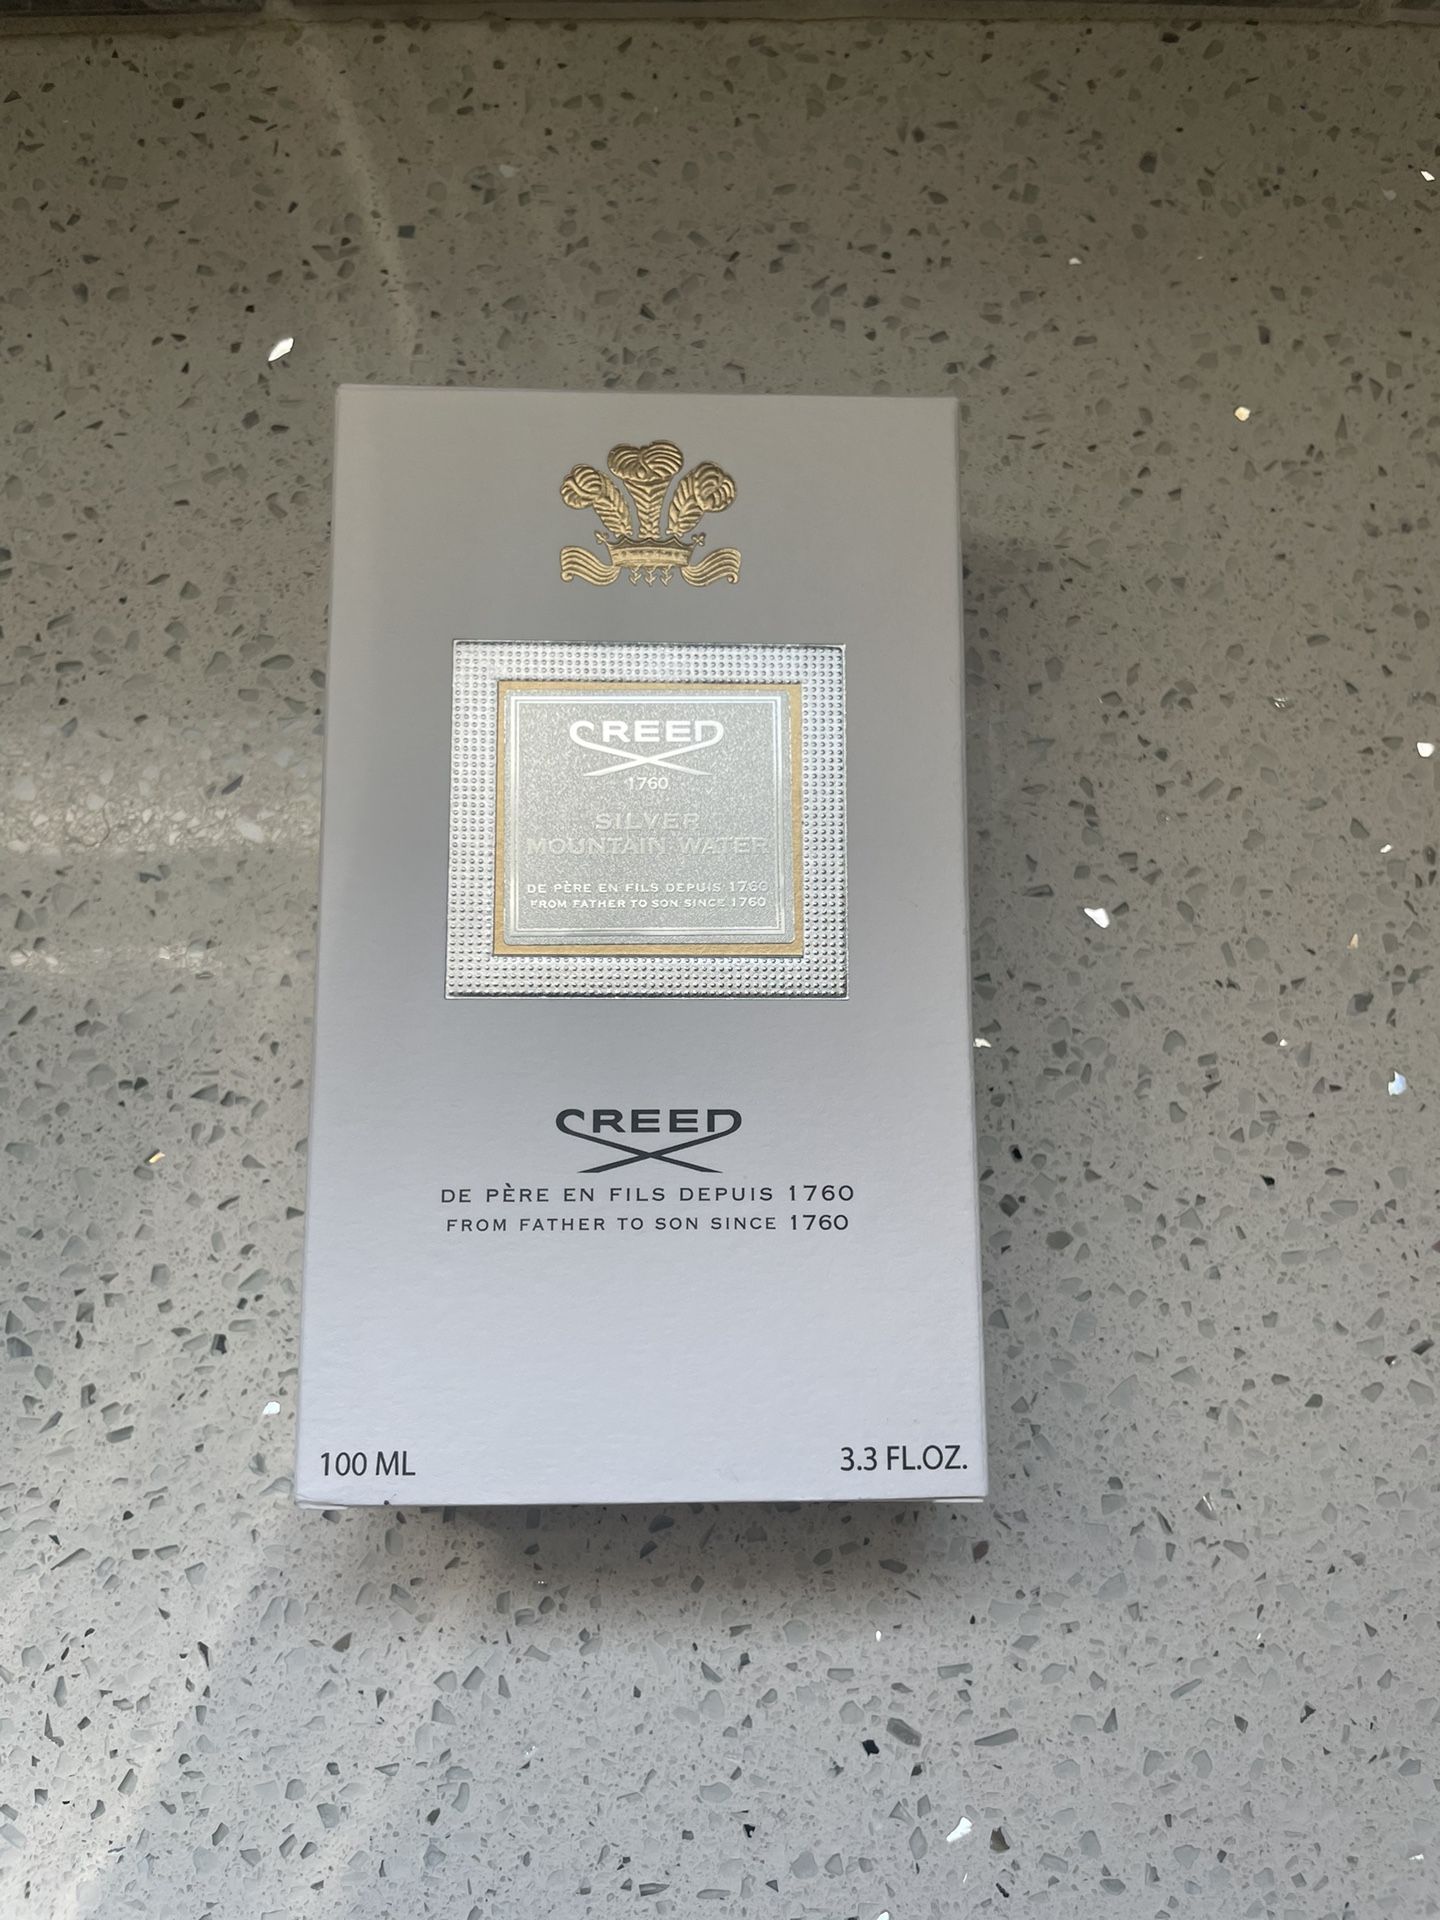 CREED
1760
SILVER
MOUNTAIN WATER
DE PÈRE EN FILS DEPUIS 1760
FROM FATHER TO SON SINCE 1760
CREED
DE PÈRE EN FILS DEPUIS 1760
FROM FATHER TO SON SINCE 1760
100 ML
3.3 FL.OZ.